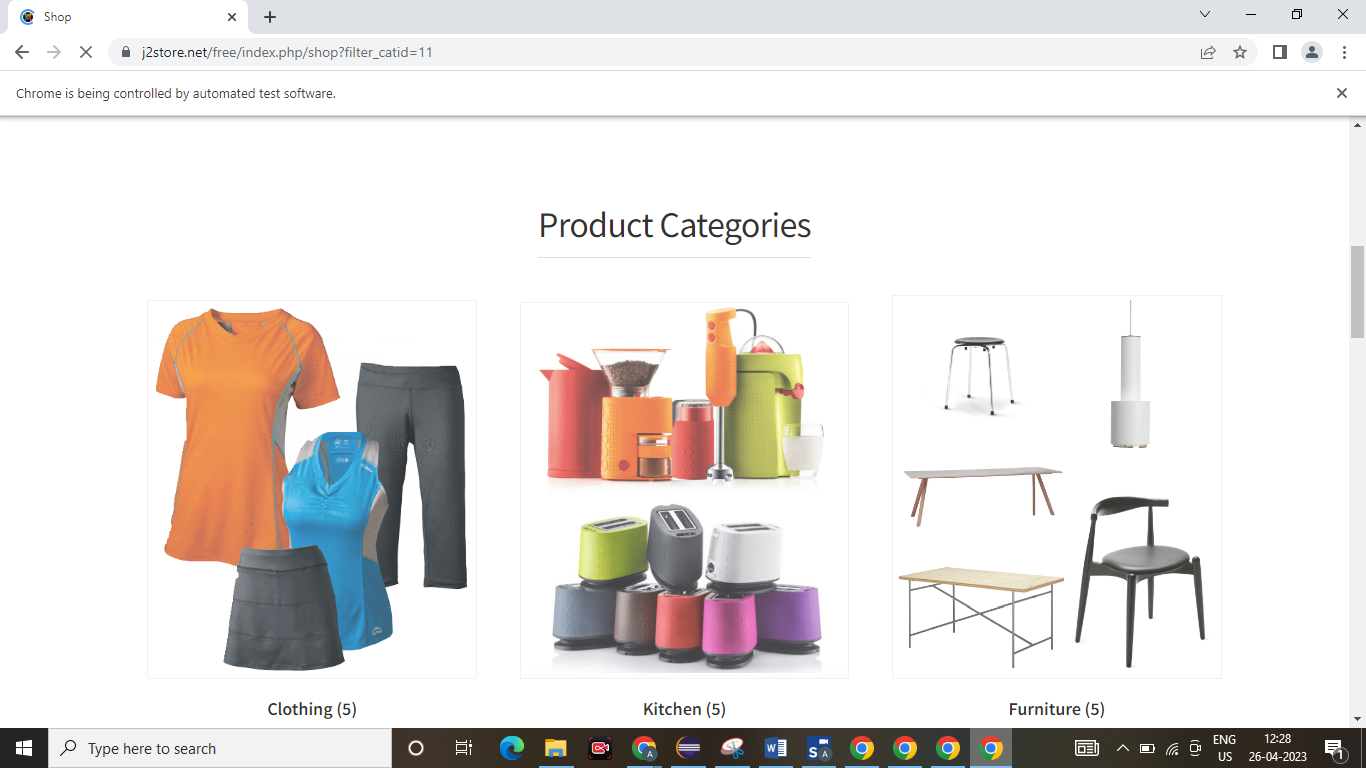 Shop
j2store.net/free/index.php/shop?filter_catid=11
Chrome is being controlled by automated test software.
Product Categories
Clothing (5)
Kitchen (5)
Furniture (5)
Type here to search
ENG
US
12:28
26-04-2023
1